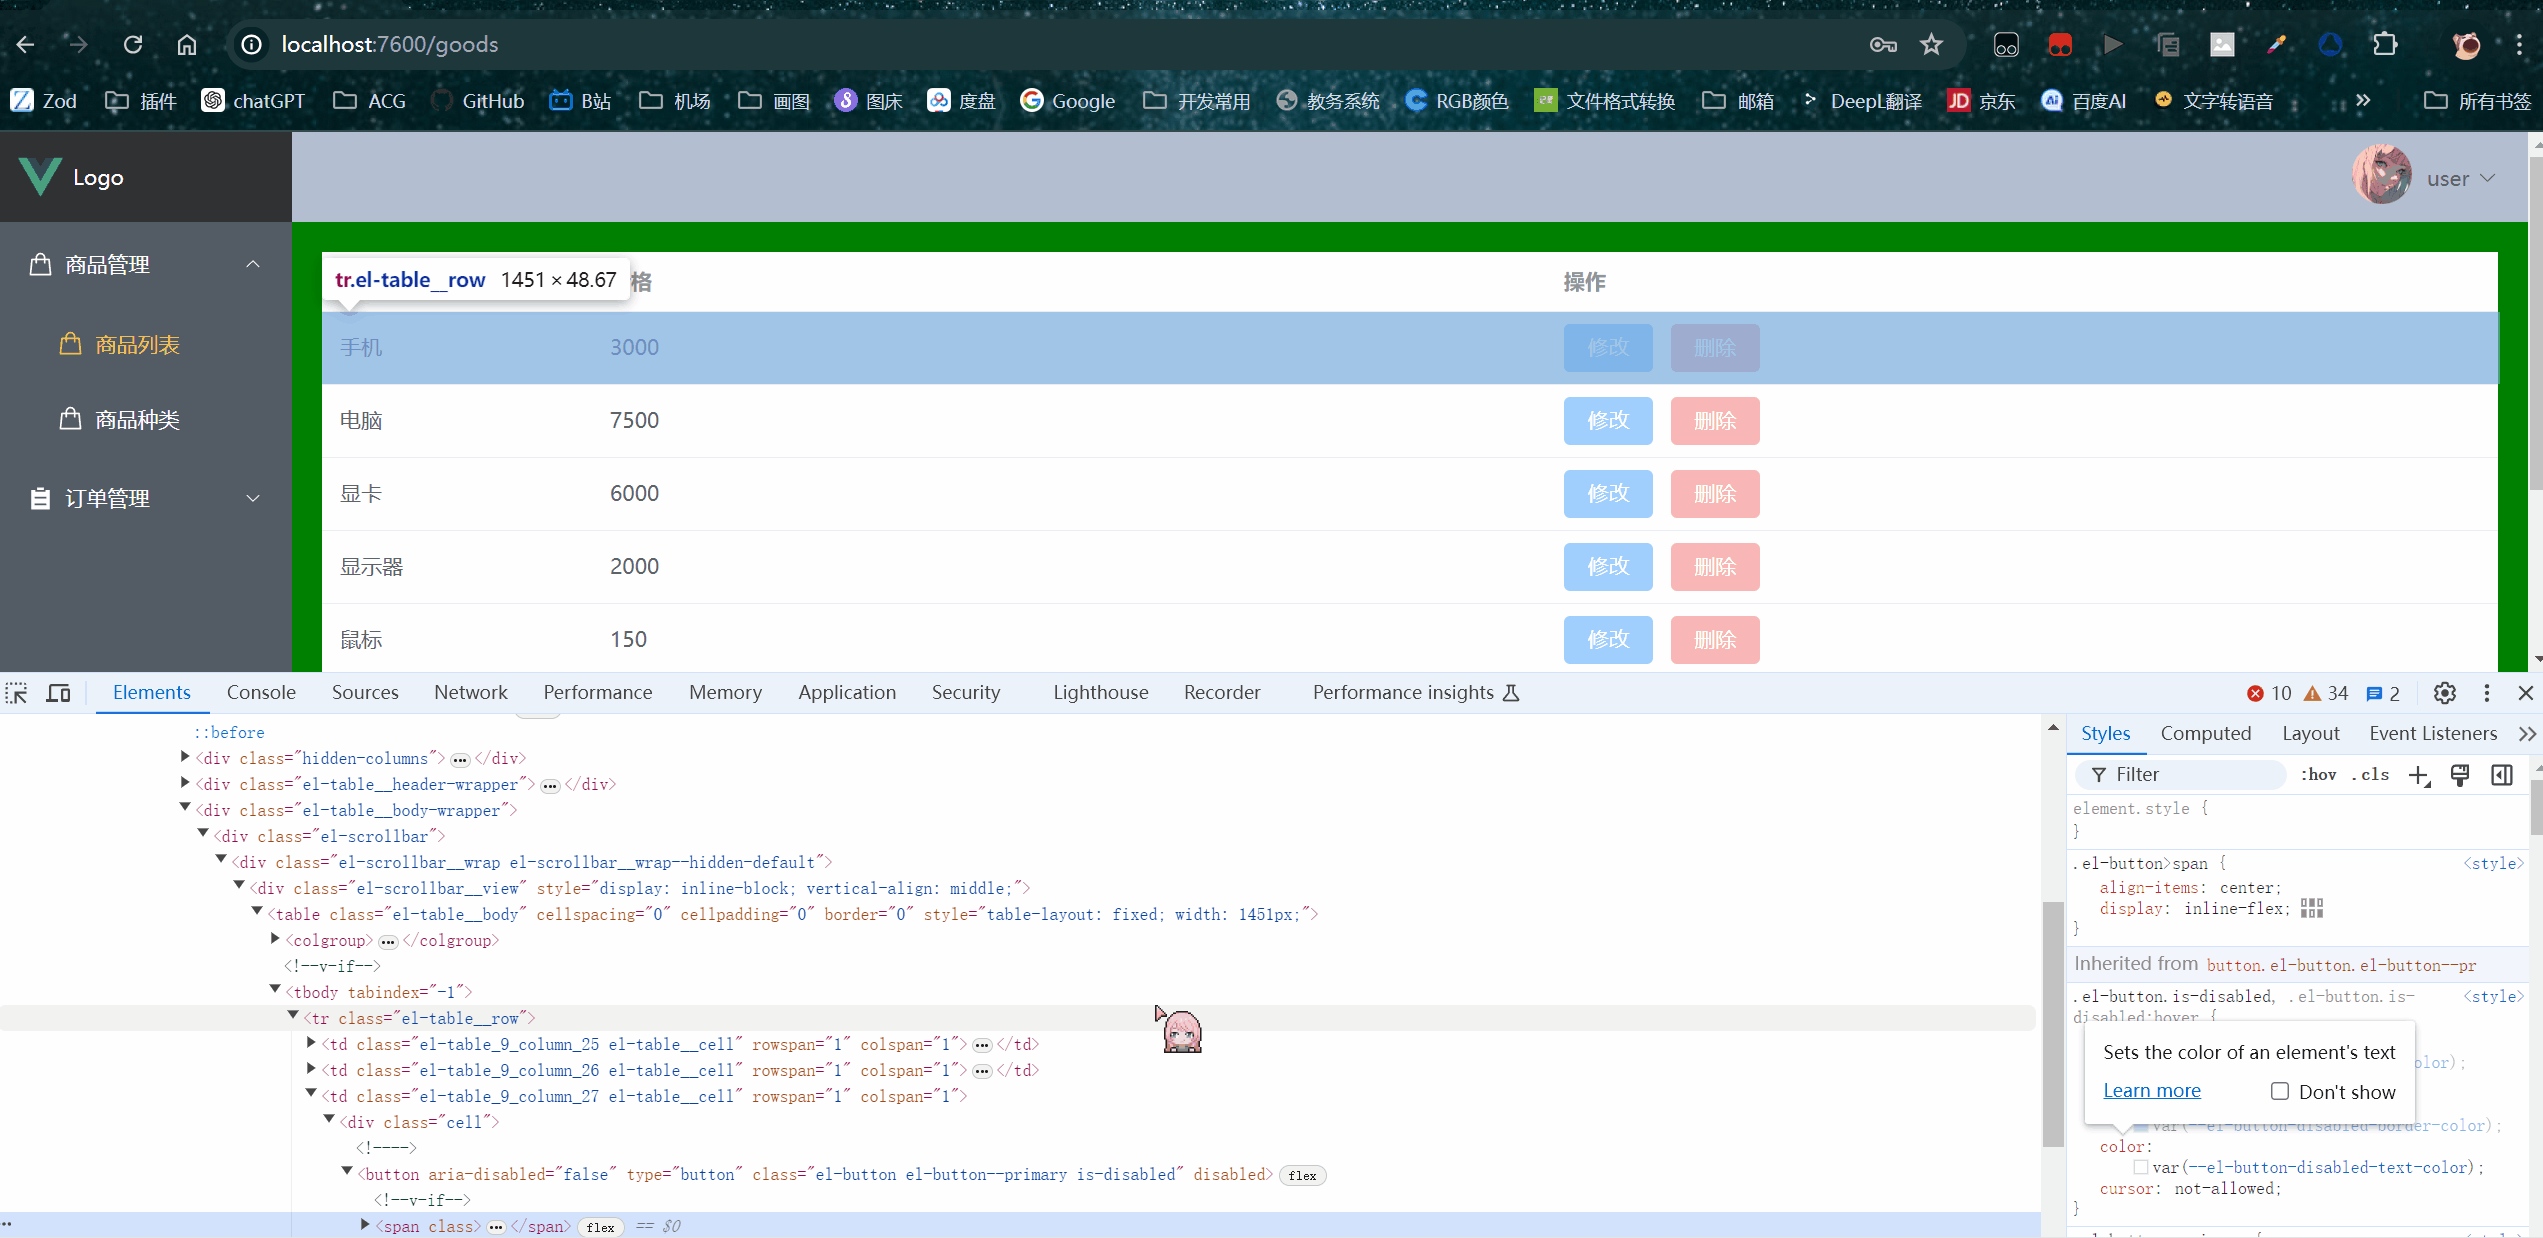 localhost:7600/goods
Zod 插件 chatGPT ACG GitHub B站 机场 画图 图床 度盘 Google 开发常用 教务系统 RGB颜色 文件格式转换 邮箱 DeepL翻译 京东 百度AI 文字转语音 所有书签
Logo
user
商品管理
商品列表
商品种类
订单管理
tr.el-table__row 1451 × 48.67
格 操作
手机 3000 修改 删除
电脑 7500 修改 删除
显卡 6000 修改 删除
显示器 2000 修改 删除
鼠标 150 修改 删除
Elements Console Sources Network Performance Memory Application Security Lighthouse Recorder Performance insights 10 34 2
::before
<div class="hidden-columns">…</div>
<div class="el-table__header-wrapper">…</div>
<div class="el-table__body-wrapper">
<div class="el-scrollbar">
<div class="el-scrollbar__wrap el-scrollbar__wrap--hidden-default">
<div class="el-scrollbar__view" style="display: inline-block; vertical-align: middle;">
<table class="el-table__body" cellspacing="0" cellpadding="0" border="0" style="table-layout: fixed; width: 1451px;">
<colgroup>…</colgroup>
<!--v-if-->
<tbody tabindex="-1">
<tr class="el-table__row">
<td class="el-table_9_column_25 el-table__cell" rowspan="1" colspan="1">…</td>
<td class="el-table_9_column_26 el-table__cell" rowspan="1" colspan="1">…</td>
<td class="el-table_9_column_27 el-table__cell" rowspan="1" colspan="1">
<div class="cell">
<!---->
<button aria-disabled="false" type="button" class="el-button el-button--primary is-disabled" disabled> flex
<!--v-if-->
<span class>…</span> flex == $0
Styles Computed Layout Event Listeners
Filter :hov .cls
element.style {
}
.el-button>span { <style>
align-items: center;
display: inline-flex;
}
Inherited from button.el-button.el-button--pr
.el-button.is-disabled, .el-button.is- <style>
disabled:hover {
Sets the color of an element's text
olor);
Learn more Don't show
var(--el-button-disabled-border-color);
color:
var(--el-button-disabled-text-color);
cursor: not-allowed;
}